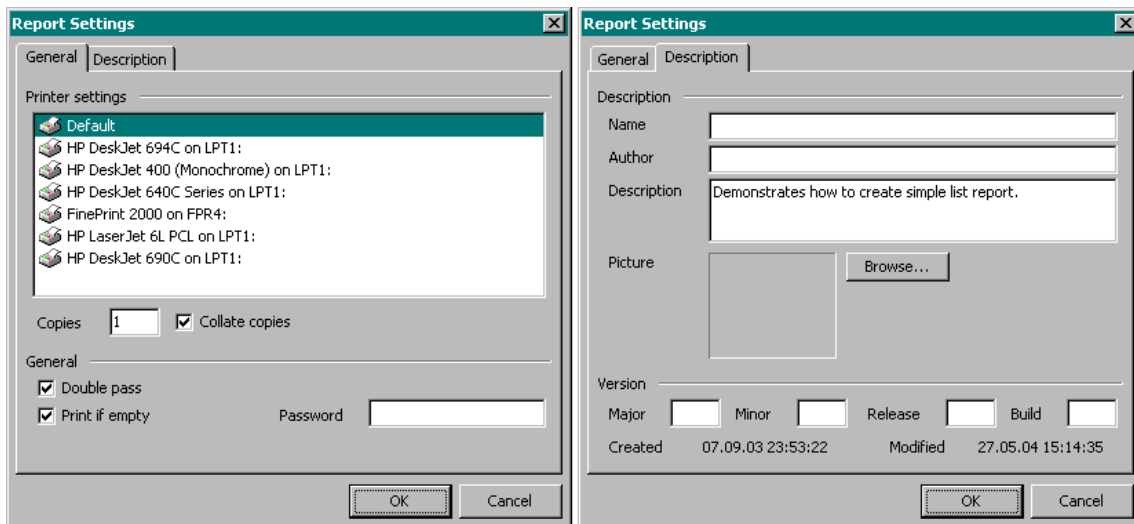 Report Settings
General Description
Printer settings
Default
HP DeskJet 694C on LPT1:
HP DeskJet 400 (Monochrome) on LPT1:
HP DeskJet 640C Series on LPT1:
FinePrint 2000 on FPR4:
HP LaserJet 6L PCL on LPT1:
HP DeskJet 690C on LPT1:
Copies 1 Collate copies
General
Double pass
Print if empty Password
OK Cancel
Report Settings
General Description
Description
Name
Author
Description Demonstrates how to create simple list report.
Picture Browse...
Version
Major Minor Release Build
Created 07.09.03 23:53:22 Modified 27.05.04 15:14:35
OK Cancel